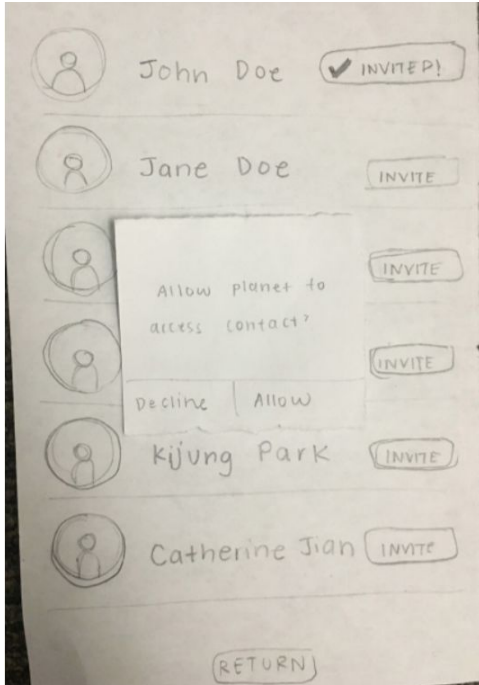 John Doe ✔ INVITED!
Jane Doe INVITE
INVITE
Allow planet to
access contact?
INVITE
Decline | Allow
Kijung Park INVITE
Catherine Jian INVITE
RETURN